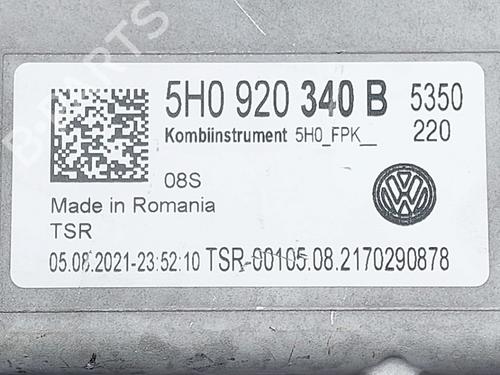 5H0 920 340 B 5350
Kombiinstrument 5H0_FPK__ 220
08S
Made in Romania
TSR
05.08.2021-23:52:10 TSR-00105.08.2170290878
B-PARTS